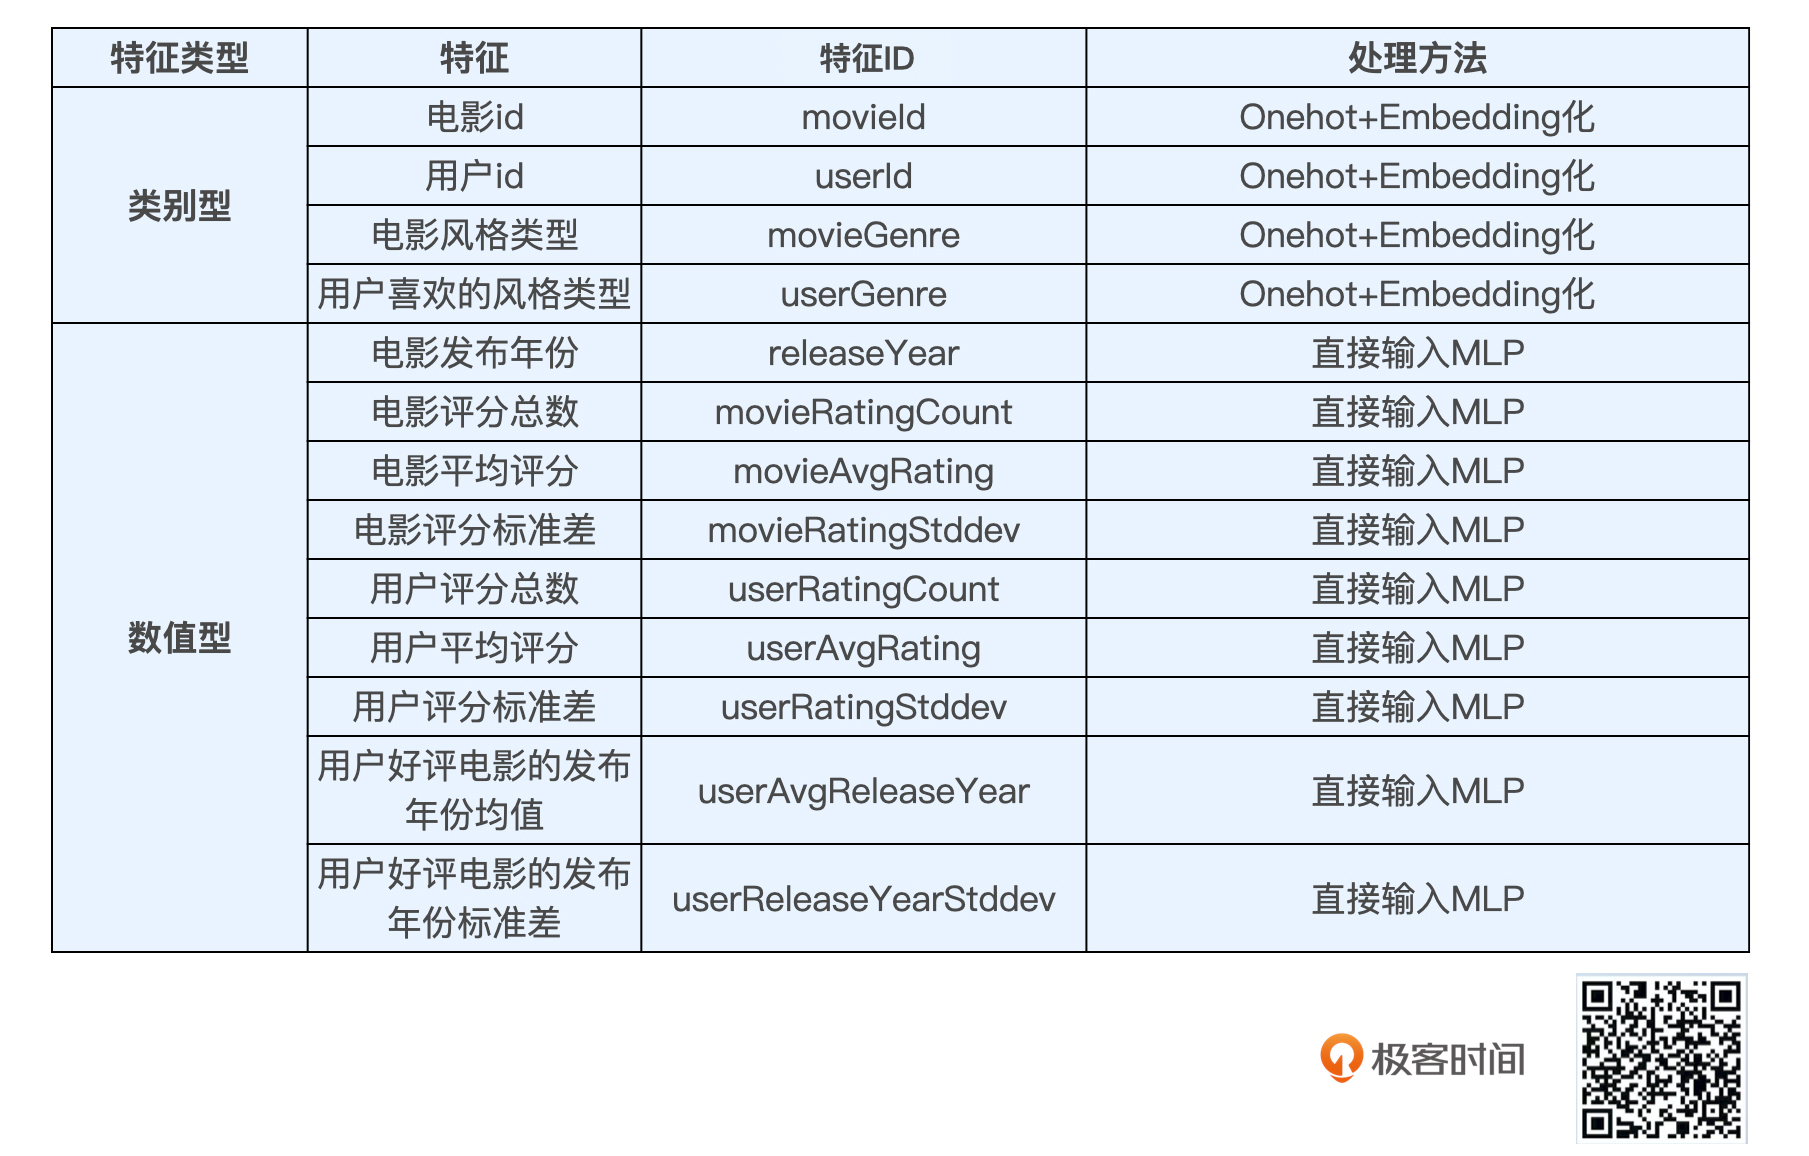 特征类型 特征 特征ID 处理方法
类别型
电影id movieId Onehot+Embedding化
用户id userId Onehot+Embedding化
电影风格类型 movieGenre Onehot+Embedding化
用户喜欢的风格类型 userGenre Onehot+Embedding化
数值型
电影发布年份 releaseYear 直接输入MLP
电影评分总数 movieRatingCount 直接输入MLP
电影平均评分 movieAvgRating 直接输入MLP
电影评分标准差 movieRatingStddev 直接输入MLP
用户评分总数 userRatingCount 直接输入MLP
用户平均评分 userAvgRating 直接输入MLP
用户评分标准差 userRatingStddev 直接输入MLP
用户好评电影的发布
年份均值 userAvgReleaseYear 直接输入MLP
用户好评电影的发布
年份标准差 userReleaseYearStddev 直接输入MLP
极客时间